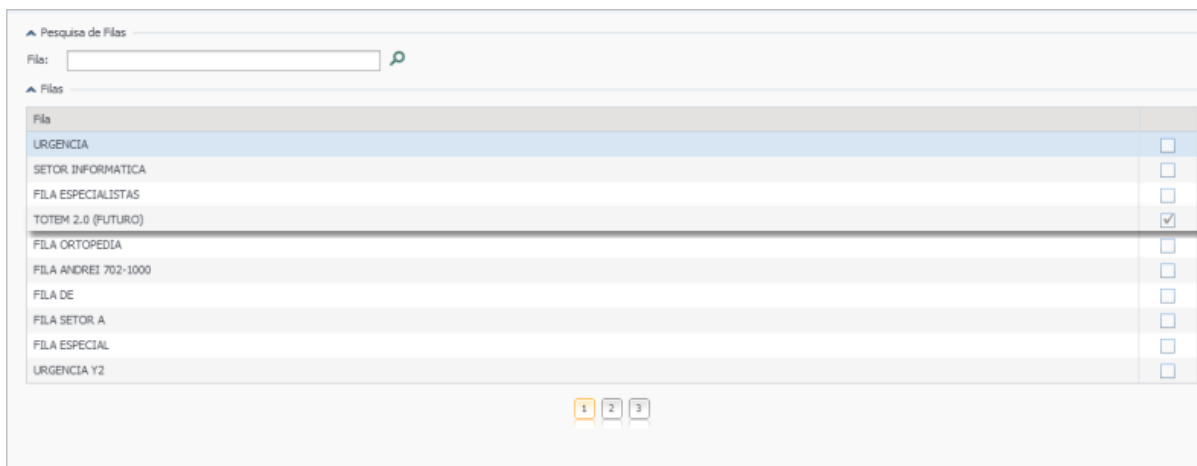 Pesquisa de Filas
Fila:
Filas
Fila
URGENCIA
SETOR INFORMATICA
FILA ESPECIALISTAS
TOTEM 2.0 (FUTURO)
FILA ORTOPEDIA
FILA ANDREI 702-1000
FILA DE
FILA SETOR A
FILA ESPECIAL
URGENCIA Y2
1 2 3